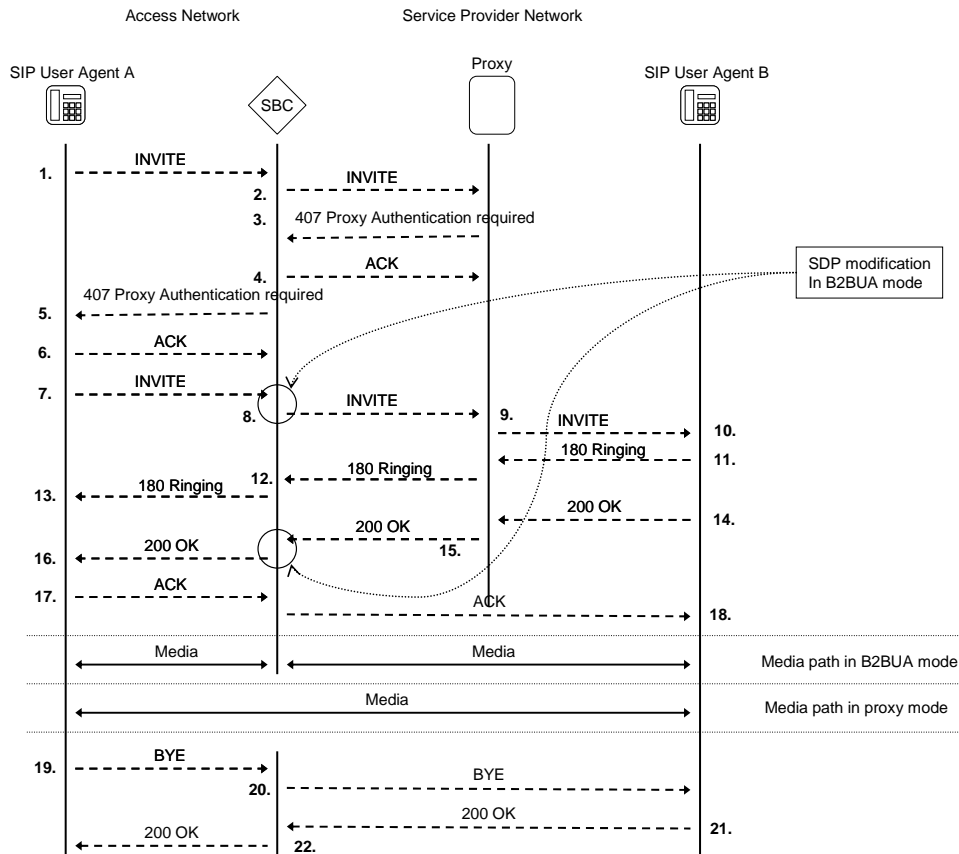 Access Network
Service Provider Network
SIP User Agent A
SBC
Proxy
SIP User Agent B
1.
INVITE
2.
INVITE
3.
407 Proxy Authentication required
4.
ACK
SDP modification
In B2BUA mode
407 Proxy Authentication required
5.
6.
ACK
7.
INVITE
8.
INVITE
9.
INVITE
10.
180 Ringing
11.
12.
180 Ringing
13.
180 Ringing
200 OK
14.
200 OK
15.
16.
200 OK
17.
ACK
ACK
18.
Media
Media
Media path in B2BUA mode
Media
Media path in proxy mode
19.
BYE
20.
BYE
200 OK
21.
200 OK
22.